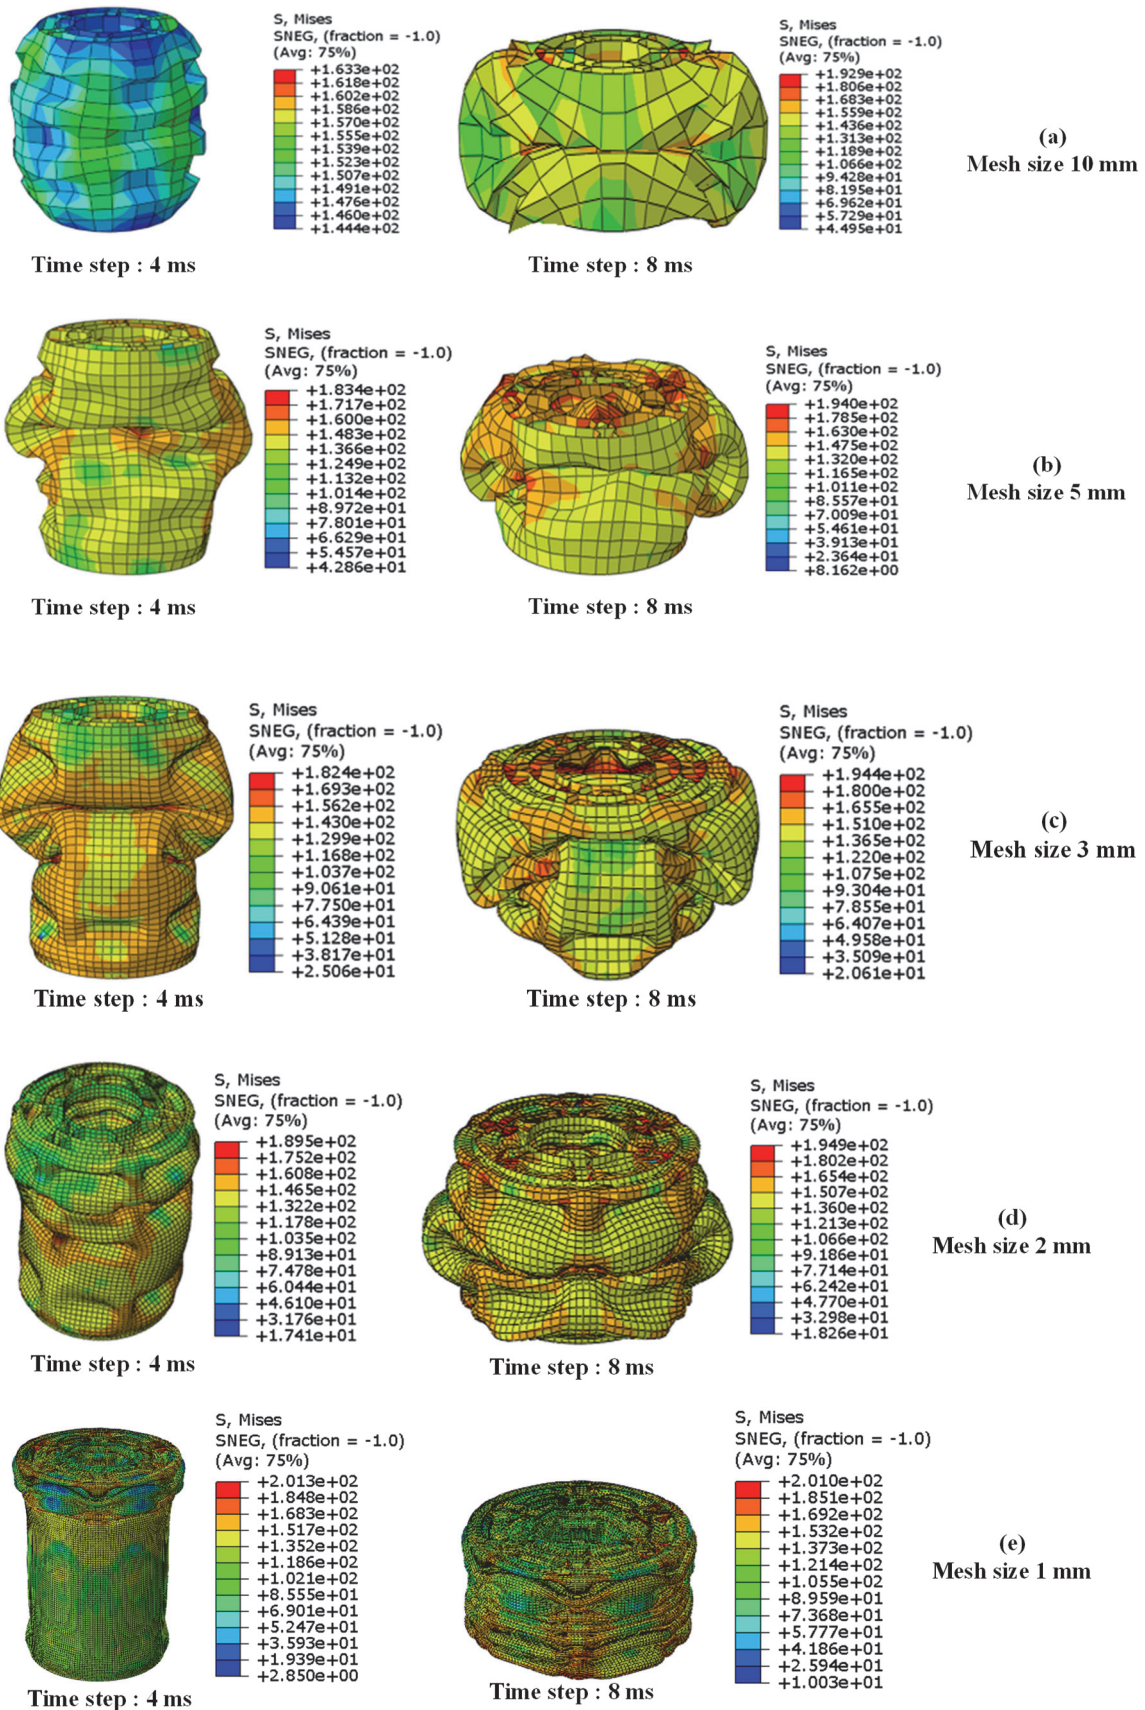 S, Mises
SNEG, (fraction = -1.0)
(Avg: 75%)
+1.633e+02
+1.618e+02
+1.602e+02
+1.586e+02
+1.570e+02
+1.555e+02
+1.539e+02
+1.523e+02
+1.507e+02
+1.491e+02
+1.476e+02
+1.460e+02
+1.444e+02
Time step : 4 ms
S, Mises
SNEG, (fraction = -1.0)
(Avg: 75%)
+1.929e+02
+1.806e+02
+1.683e+02
+1.559e+02
+1.436e+02
+1.313e+02
+1.189e+02
+1.066e+02
+9.428e+01
+8.195e+01
+6.962e+01
+5.729e+01
+4.495e+01
Time step : 8 ms
(a)
Mesh size 10 mm
S, Mises
SNEG, (fraction = -1.0)
(Avg: 75%)
+1.834e+02
+1.717e+02
+1.600e+02
+1.483e+02
+1.366e+02
+1.249e+02
+1.132e+02
+1.014e+02
+8.972e+01
+7.801e+01
+6.629e+01
+5.457e+01
+4.286e+01
Time step : 4 ms
S, Mises
SNEG, (fraction = -1.0)
(Avg: 75%)
+1.940e+02
+1.785e+02
+1.630e+02
+1.475e+02
+1.320e+02
+1.165e+02
+1.011e+02
+8.557e+01
+7.009e+01
+5.461e+01
+3.913e+01
+2.364e+01
+8.162e+00
Time step : 8 ms
(b)
Mesh size 5 mm
S, Mises
SNEG, (fraction = -1.0)
(Avg: 75%)
+1.824e+02
+1.693e+02
+1.562e+02
+1.430e+02
+1.299e+02
+1.168e+02
+1.037e+02
+9.061e+01
+7.750e+01
+6.439e+01
+5.128e+01
+3.817e+01
+2.506e+01
Time step : 4 ms
S, Mises
SNEG, (fraction = -1.0)
(Avg: 75%)
+1.944e+02
+1.800e+02
+1.655e+02
+1.510e+02
+1.365e+02
+1.220e+02
+1.075e+02
+9.304e+01
+7.855e+01
+6.407e+01
+4.958e+01
+3.509e+01
+2.061e+01
Time step : 8 ms
(c)
Mesh size 3 mm
S, Mises
SNEG, (fraction = -1.0)
(Avg: 75%)
+1.895e+02
+1.752e+02
+1.608e+02
+1.465e+02
+1.322e+02
+1.178e+02
+1.035e+02
+8.913e+01
+7.478e+01
+6.044e+01
+4.610e+01
+3.176e+01
+1.741e+01
Time step : 4 ms
S, Mises
SNEG, (fraction = -1.0)
(Avg: 75%)
+1.949e+02
+1.802e+02
+1.654e+02
+1.507e+02
+1.360e+02
+1.213e+02
+1.066e+02
+9.186e+01
+7.714e+01
+6.242e+01
+4.770e+01
+3.298e+01
+1.826e+01
Time step : 8 ms
(d)
Mesh size 2 mm
S, Mises
SNEG, (fraction = -1.0)
(Avg: 75%)
+2.013e+02
+1.848e+02
+1.683e+02
+1.517e+02
+1.352e+02
+1.186e+02
+1.021e+02
+8.555e+01
+6.901e+01
+5.247e+01
+3.593e+01
+1.939e+01
+2.850e+00
Time step : 4 ms
S, Mises
SNEG, (fraction = -1.0)
(Avg: 75%)
+2.010e+02
+1.851e+02
+1.692e+02
+1.532e+02
+1.373e+02
+1.214e+02
+1.055e+02
+8.959e+01
+7.368e+01
+5.777e+01
+4.186e+01
+2.594e+01
+1.003e+01
Time step : 8 ms
(e)
Mesh size 1 mm